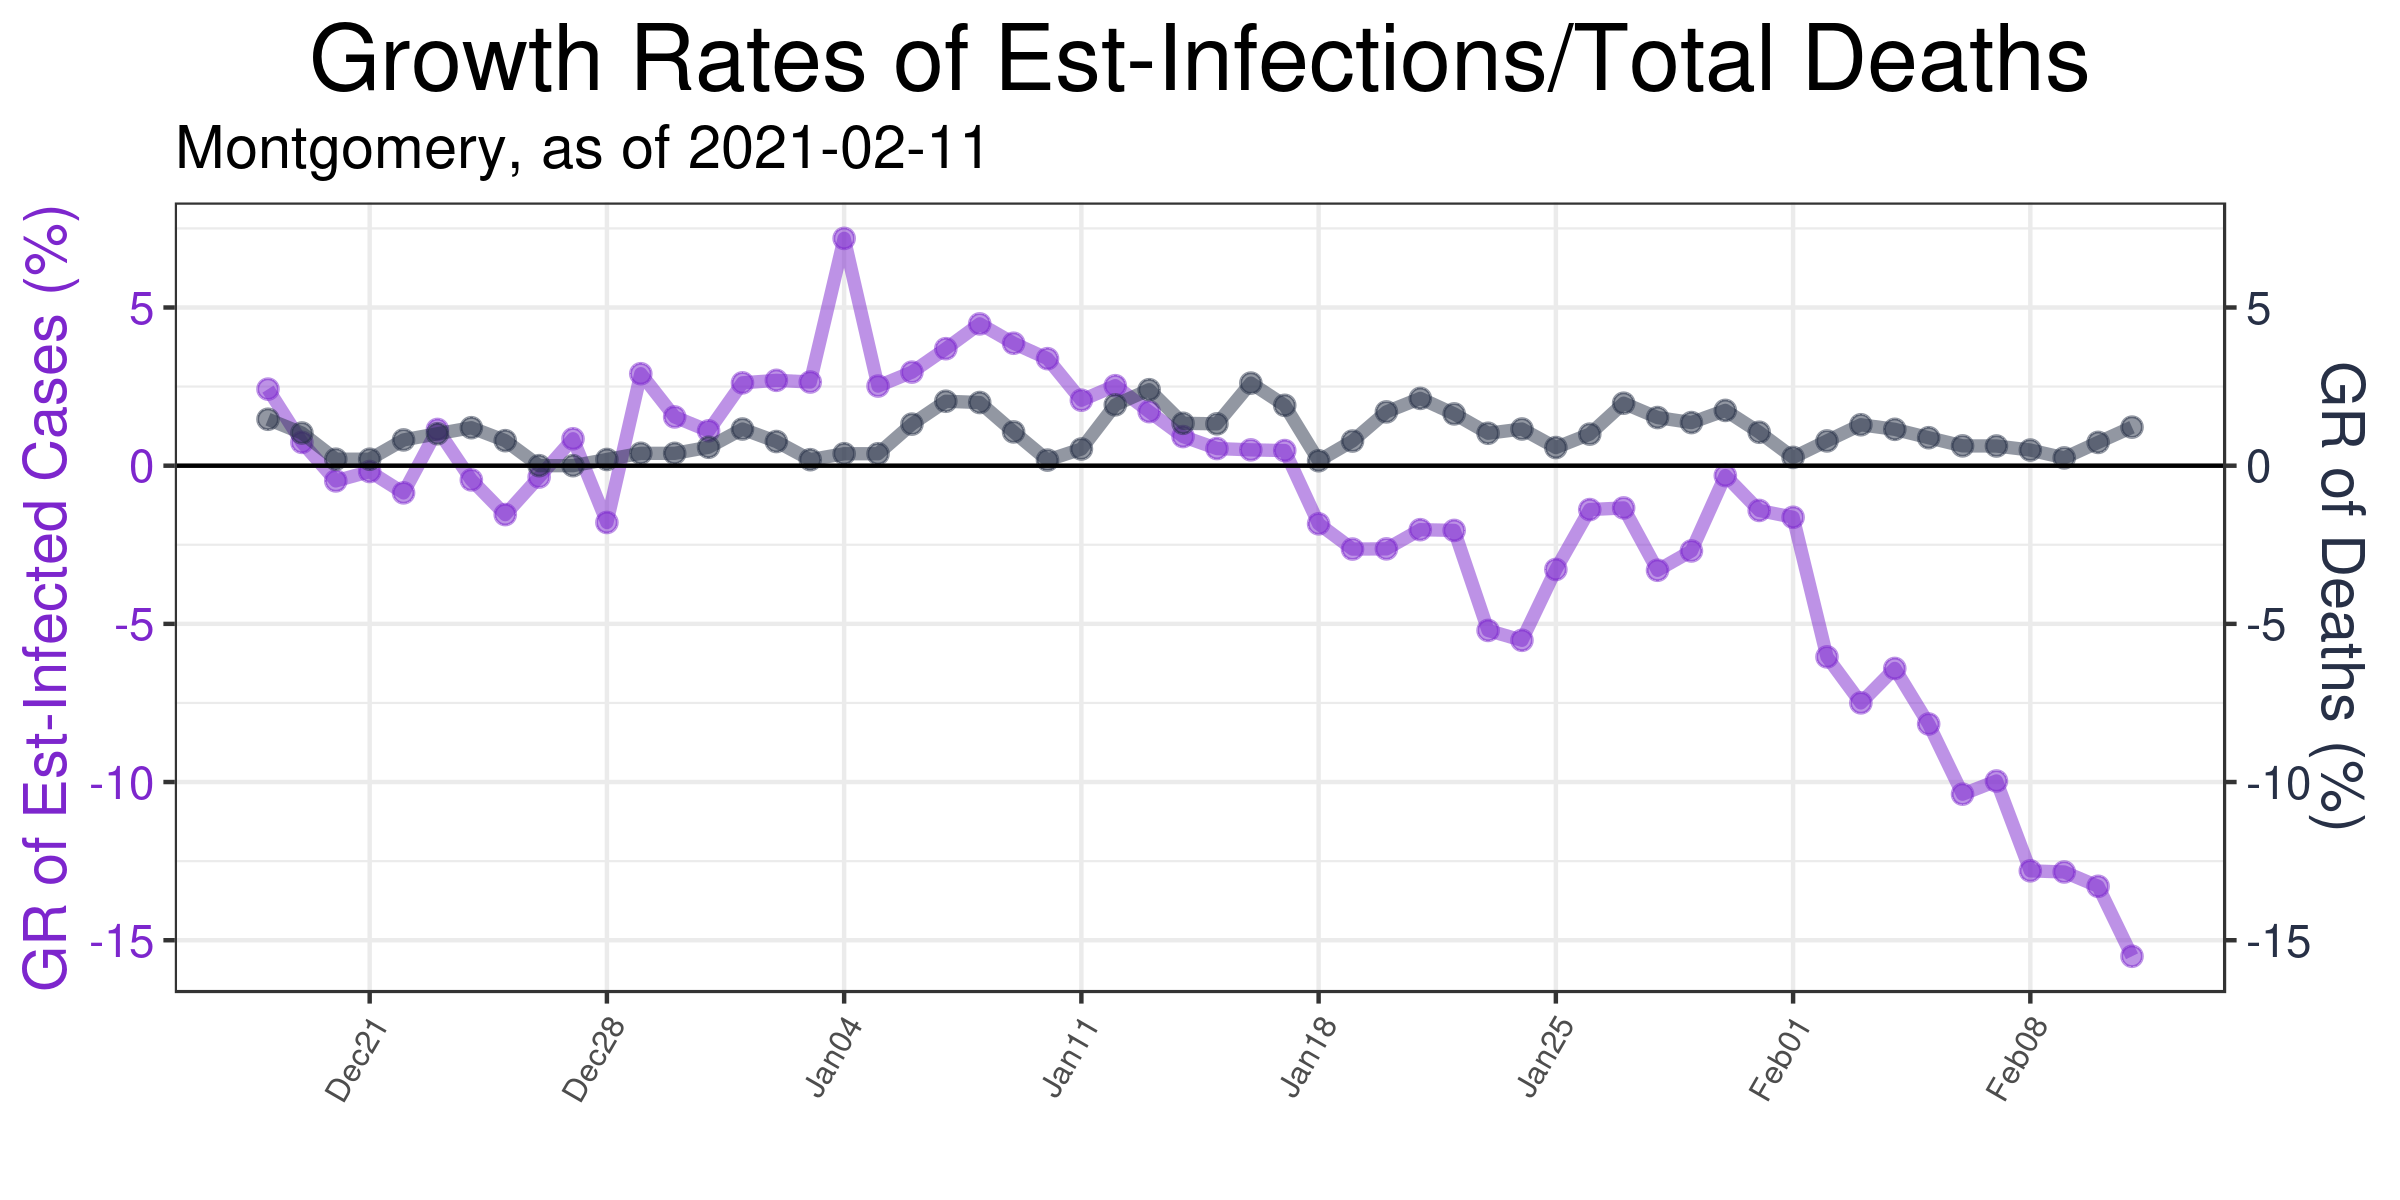 Growth Rates of Est-Infections/Total Deaths
Montgomery, as of 2021-02-11
GR of Est-Infected Cases (%)
5
0
-5
-10
-15
5
0
-5
-10
-15
GR of Deaths (%)
Dec21
Dec28
Jan04
Jan11
Jan18
Jan25
Feb01
Feb08